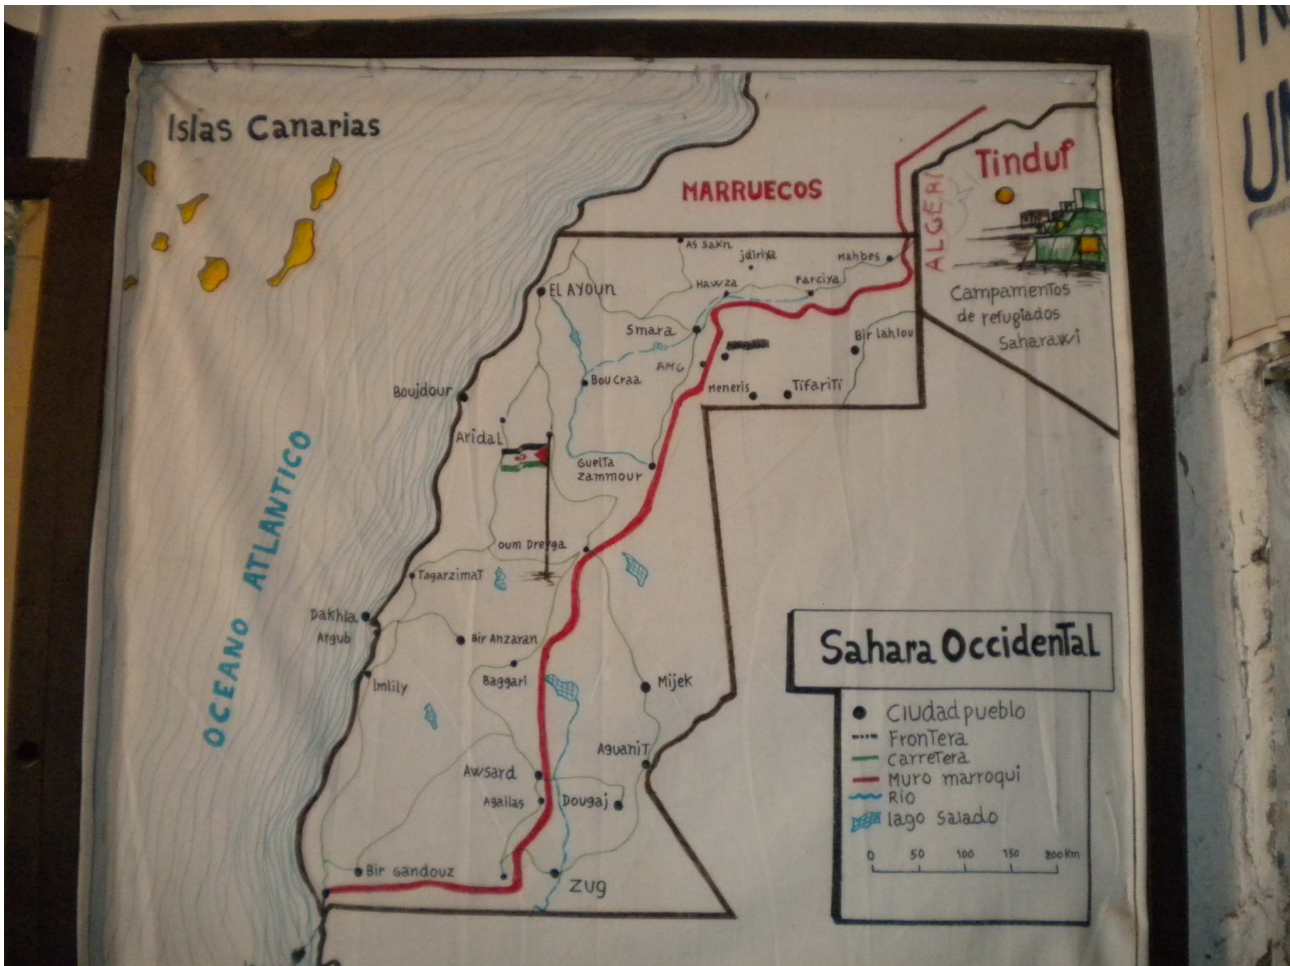 Islas Canarias
MARRUECOS
Tinduf
ALGERI
Campamentos
de refugiados
Saharawi
As Sakn
jdiriya
Mahbes
Hawza
Farciya
EL AYOUN
Smara
Bir lahlou
AMG
Bou Craa
Meneris
Tifariti
Boujdour
Aridal
Guelta
Zammour
OCEANO ATLANTICO
oum Dreyga
Tagarzimat
Dakhla
Argub
Bir Anzaran
Imlily
Baggari
Mijek
Aguanit
Awsard
Agailas
Dougaj
Bir Gandouz
Zug
Sahara Occidental
Ciudad pueblo
Frontera
carretera
Muro marroqui
Rio
lago salado
0 50 100 150 200 km